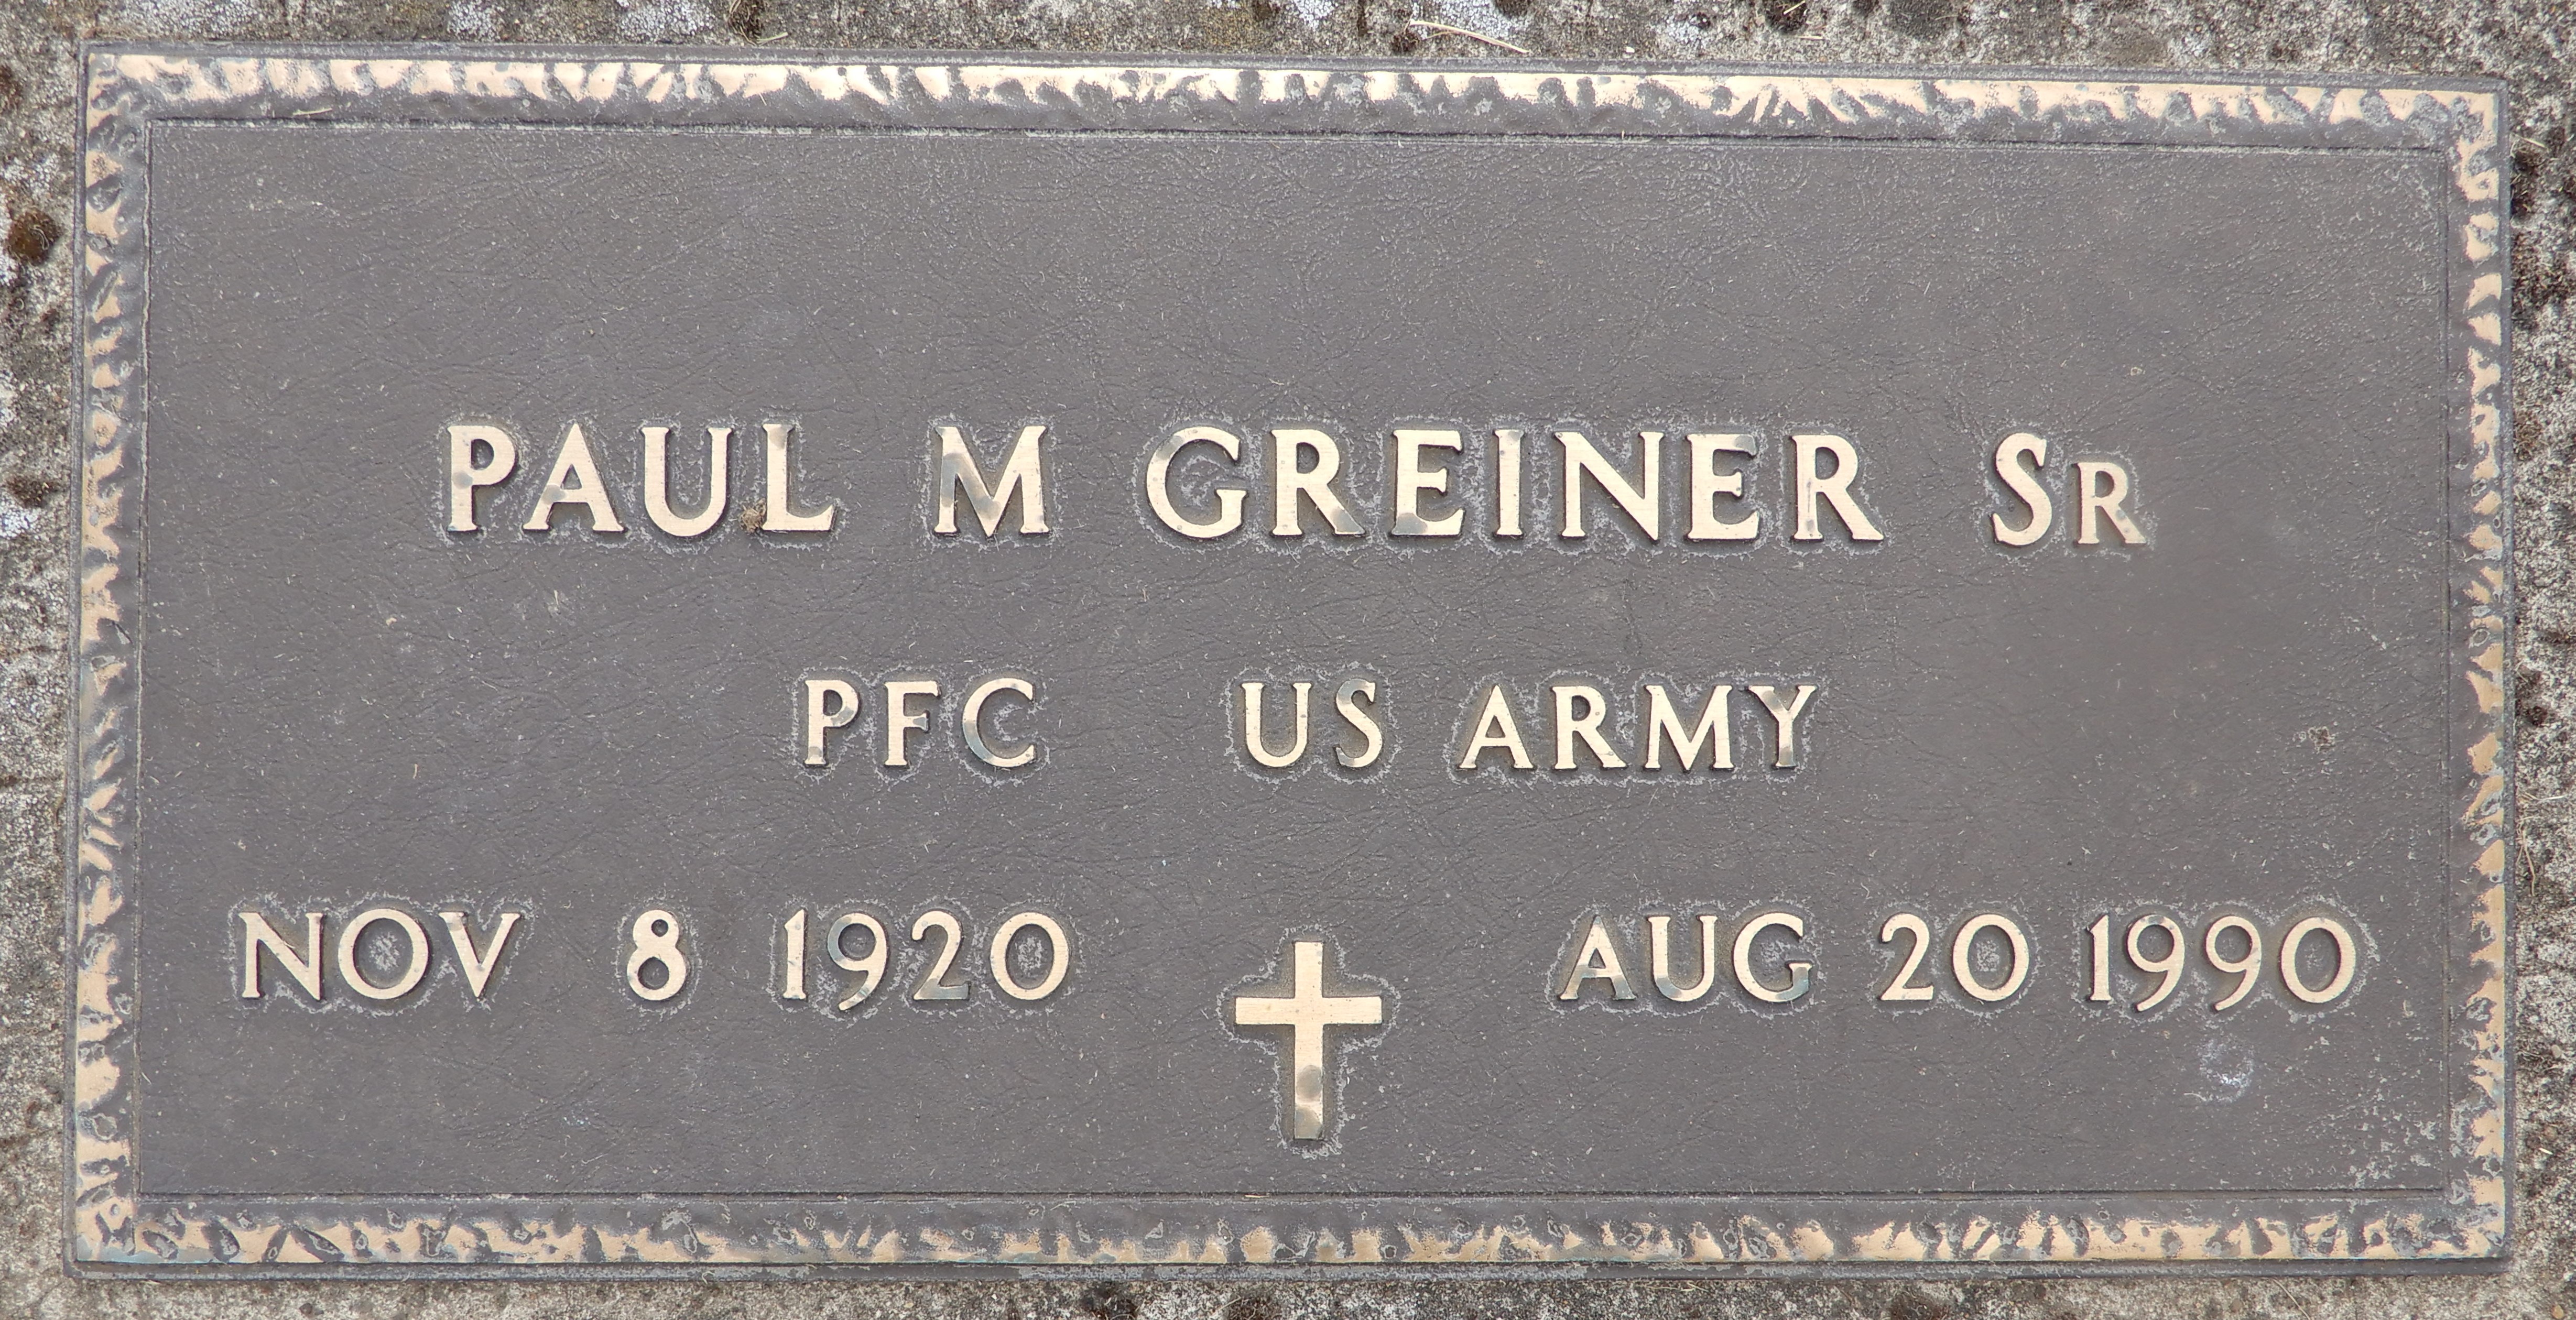 PAUL M GREINER SR
PFC US ARMY
NOV 8 1920 AUG 20 1990